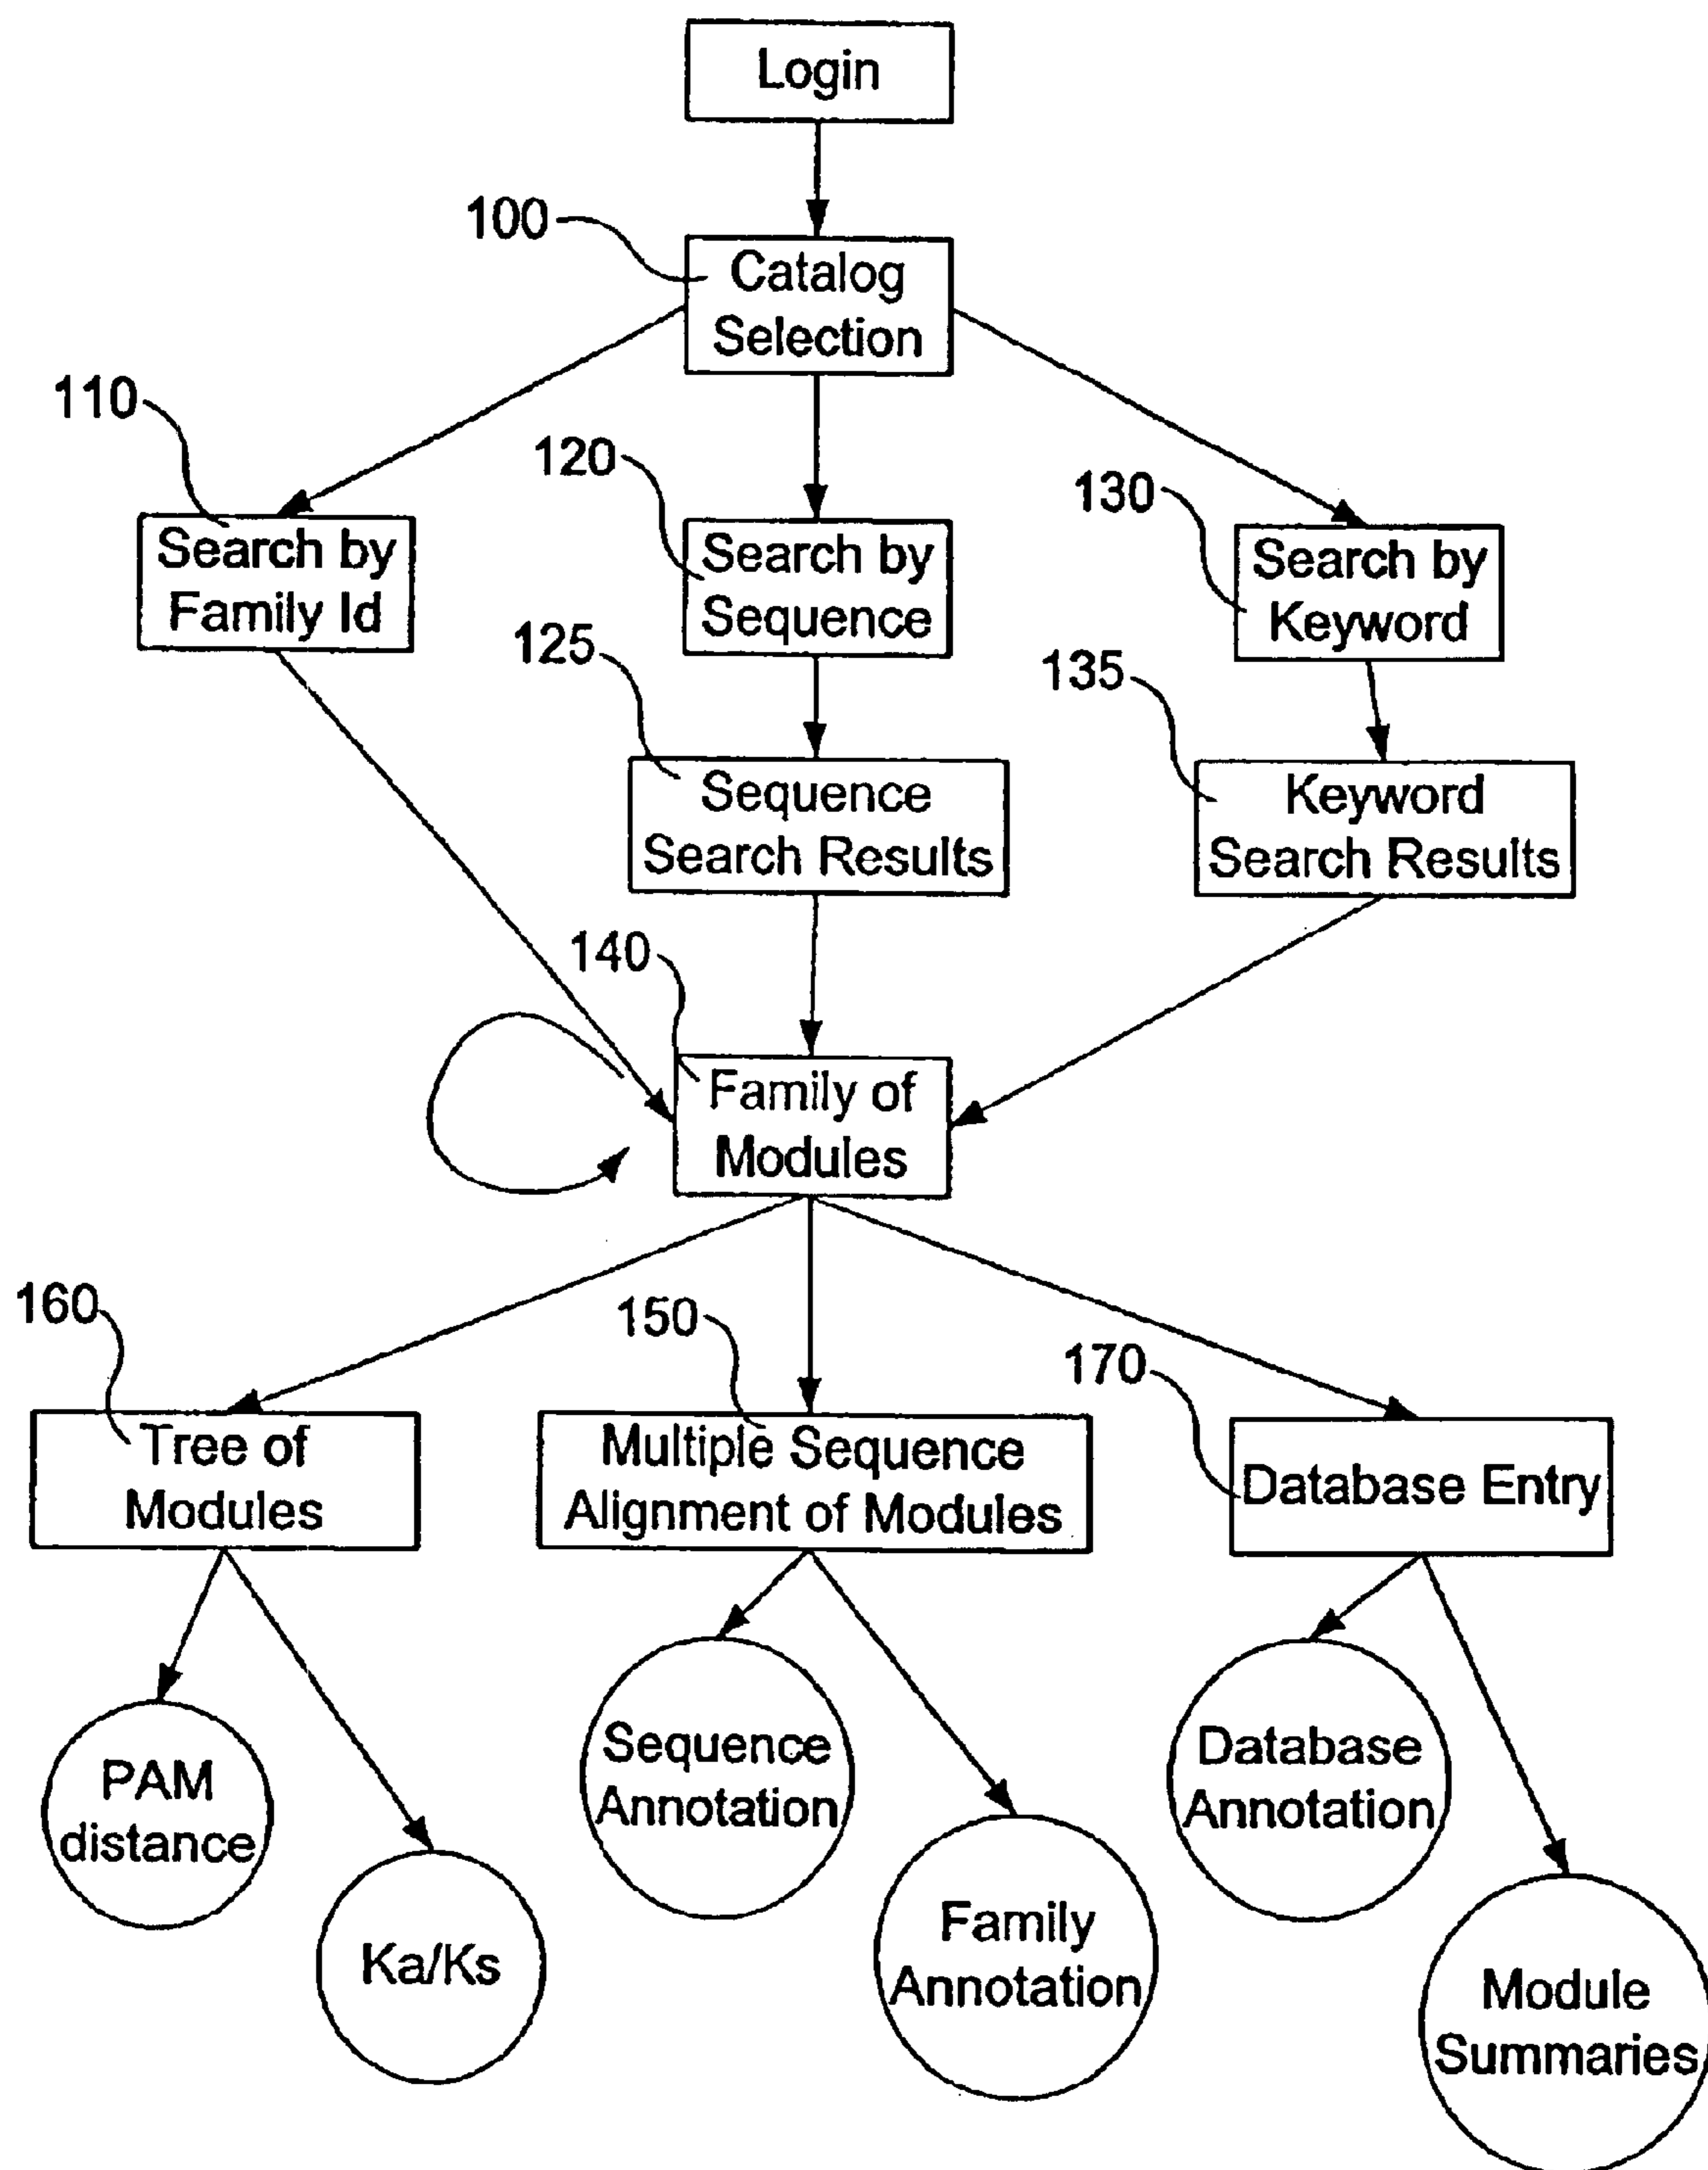 Login
100
Catalog
Selection
110
120
130
Search by
Family Id
Search by
Sequence
Search by
Keyword
125
135
Sequence
Search Results
Keyword
Search Results
140
Family of
Modules
160
150
170
Tree of
Modules
Multiple Sequence
Alignment of Modules
Database Entry
PAM
distance
Ka/Ks
Sequence
Annotation
Family
Annotation
Database
Annotation
Module
Summaries